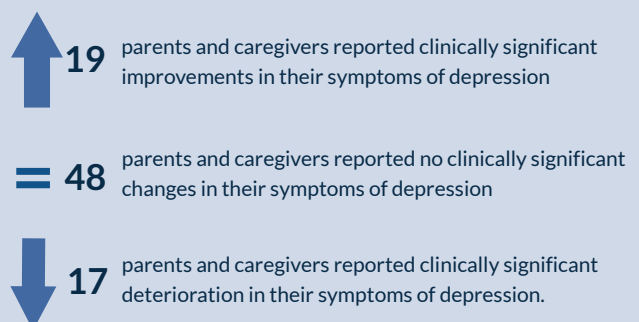 19 parents and caregivers reported clinically significant
improvements in their symptoms of depression
= 48 parents and caregivers reported no clinically significant
changes in their symptoms of depression
17 parents and caregivers reported clinically significant
deterioration in their symptoms of depression.